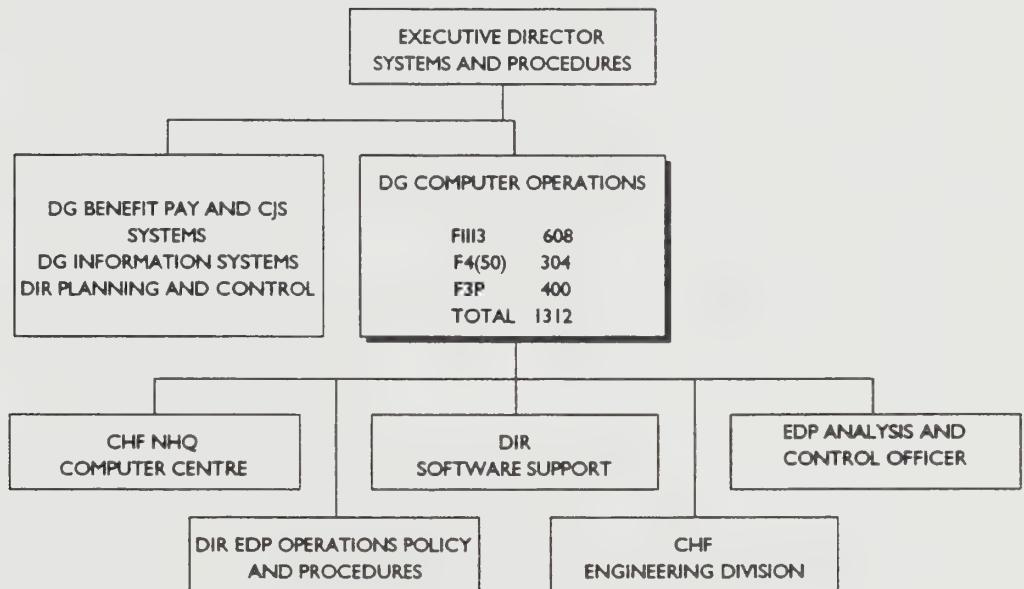 EXECUTIVE DIRECTOR
SYSTEMS AND PROCEDURES
DG BENEFIT PAY AND CJS
SYSTEMS
DG INFORMATION SYSTEMS
DIR PLANNING AND CONTROL
DG COMPUTER OPERATIONS
FIII3 608
F4(50) 304
F3P 400
TOTAL 1312
CHF NHQ
COMPUTER CENTRE
DIR
SOFTWARE SUPPORT
EDP ANALYSIS AND
CONTROL OFFICER
DIR EDP OPERATIONS POLICY
AND PROCEDURES
CHF
ENGINEERING DIVISION